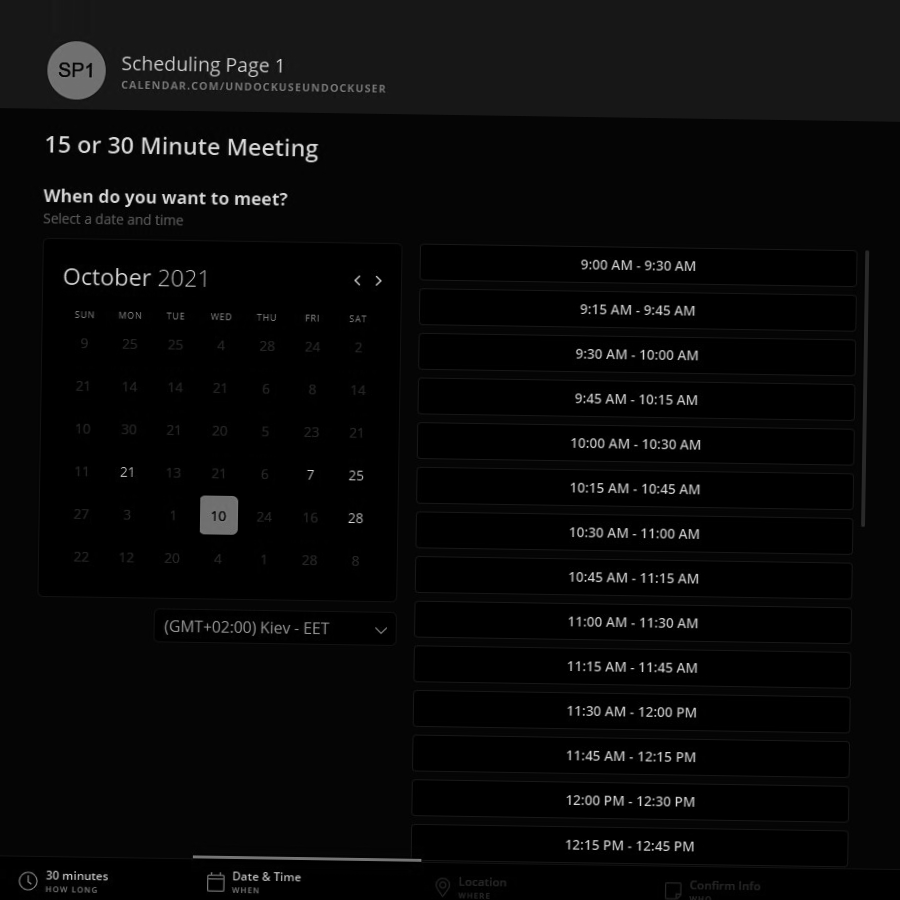 SP1
Scheduling Page 1
CALENDAR.COM/UNDOCKUSEUNDOCKUSER
15 or 30 Minute Meeting
When do you want to meet?
Select a date and time
October 2021
SUN MON TUE WED THU FRI SAT
9 25 25 4 28 24 2
21 14 14 21 6 8 14
10 30 21 20 5 23 21
11 21 13 21 6 7 25
27 3 1 10 24 16 28
22 12 20 4 1 28 8
(GMT+02:00) Kiev - EET
9:00 AM - 9:30 AM
9:15 AM - 9:45 AM
9:30 AM - 10:00 AM
9:45 AM - 10:15 AM
10:00 AM - 10:30 AM
10:15 AM - 10:45 AM
10:30 AM - 11:00 AM
10:45 AM - 11:15 AM
11:00 AM - 11:30 AM
11:15 AM - 11:45 AM
11:30 AM - 12:00 PM
11:45 AM - 12:15 PM
12:00 PM - 12:30 PM
12:15 PM - 12:45 PM
30 minutes
HOW LONG
Date & Time
WHEN
Location
WHERE
Confirm Info
WHO